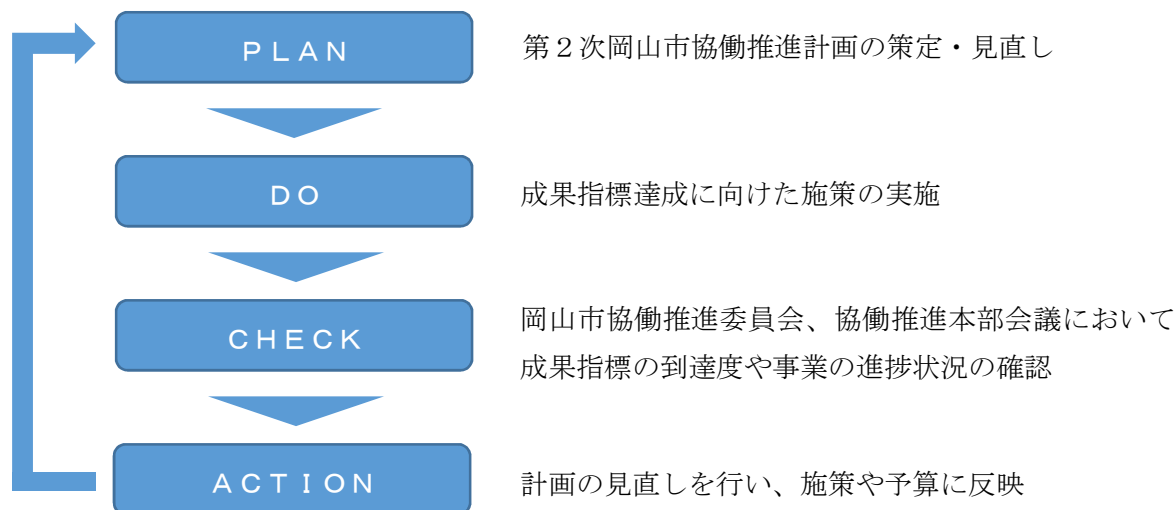 ＰＬＡＮ
第２次岡山市協働推進計画の策定・見直し
ＤＯ
成果指標達成に向けた施策の実施
ＣＨＥＣＫ
岡山市協働推進委員会、協働推進本部会議において
成果指標の到達度や事業の進捗状況の確認
ＡＣＴＩＯＮ
計画の見直しを行い、施策や予算に反映